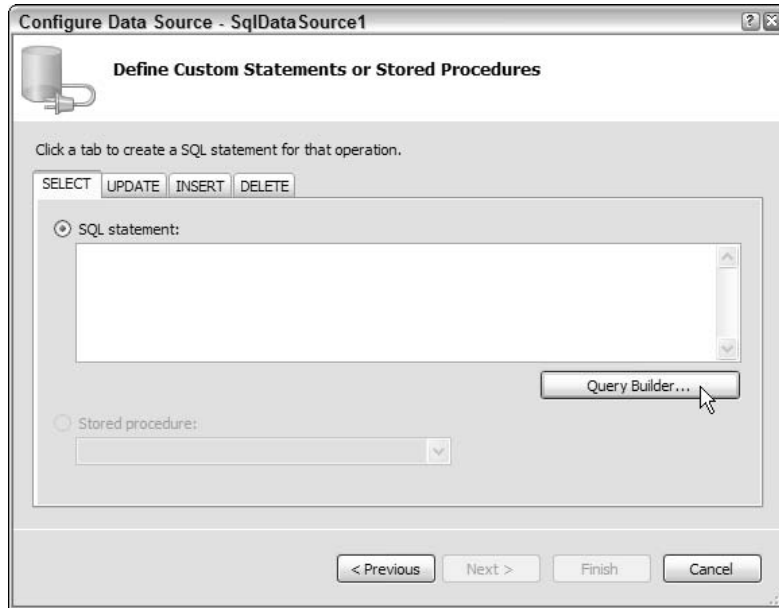 Configure Data Source - SqlDataSource1
Define Custom Statements or Stored Procedures
Click a tab to create a SQL statement for that operation.
SELECT UPDATE INSERT DELETE
SQL statement:
Query Builder...
Stored procedure:
< Previous Next > Finish Cancel